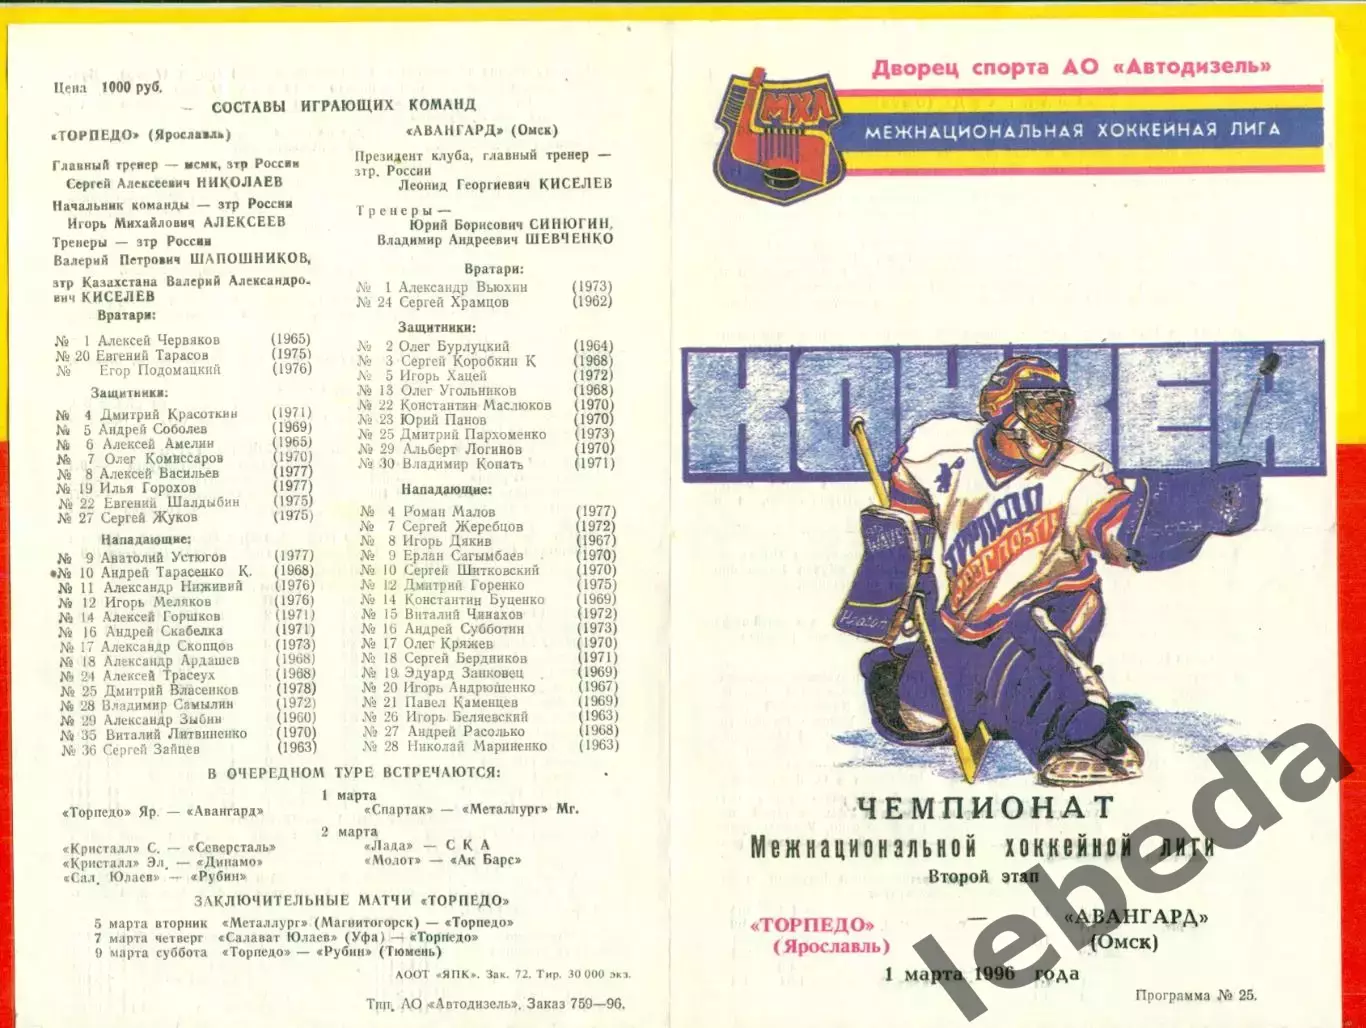 Цена 1000 руб.
СОСТАВЫ ИГРАЮЩИХ КОМАНД
«ТОРПЕДО» (Ярославль)
Главный тренер — мсмк, зтр России
Сергей Алексеевич НИКОЛАЕВ
Начальник команды — зтр России
Игорь Михайлович АЛЕКСЕЕВ
Тренеры — зтр России
Валерий Петрович ШАПОШНИКОВ,
зтр Казахстана Валерий Александро-
вич КИСЕЛЕВ
Вратари:
№ 1 Алексей Червяков (1965)
№ 20 Евгений Тарасов (1975)
№ Егор Подомацкий (1976)
Защитники:
№ 4 Дмитрий Красоткин (1971)
№ 5 Андрей Соболев (1969)
№ 6 Алексей Амелин (1965)
№ 7 Олег Комиссаров (1970)
№ 8 Алексей Васильев (1977)
№ 19 Илья Горохов (1977)
№ 22 Евгений Шалдыбин (1975)
№ 27 Сергей Жуков (1975)
Нападающие:
№ 9 Анатолий Устюгов (1977)
№ 10 Андрей Тарасенко К. (1968)
№ 11 Александр Ниживий (1976)
№ 12 Игорь Меляков (1976)
№ 14 Алексей Горшков (1971)
№ 16 Андрей Скабелка (1971)
№ 17 Александр Скопцов (1973)
№ 18 Александр Ардашев (1968)
№ 24 Алексей Трасеух (1968)
№ 25 Дмитрий Власенков (1978)
№ 28 Владимир Самылин (1972)
№ 29 Александр Зыбин (1960)
№ 35 Виталий Литвиненко (1970)
№ 36 Сергей Зайцев (1963)
«АВАНГАРД» (Омск)
Президент клуба, главный тренер —
зтр. России
Леонид Георгиевич КИСЕЛЕВ
Тренеры —
Юрий Борисович СИНЮГИН,
Владимир Андреевич ШЕВЧЕНКО
Вратари:
№ 1 Александр Вьюхин (1973)
№ 24 Сергей Храмцов (1962)
Защитники:
№ 2 Олег Бурлуцкий (1964)
№ 3 Сергей Коробкин К (1968)
№ 5 Игорь Хацей (1972)
№ 13 Олег Угольников (1968)
№ 22 Константин Маслюков (1970)
№ 23 Юрий Панов (1970)
№ 25 Дмитрий Пархоменко (1973)
№ 29 Альберт Логинов (1970)
№ 30 Владимир Копать (1971)
Нападающие:
№ 4 Роман Малов (1977)
№ 7 Сергей Жеребцов (1972)
№ 8 Игорь Дякив (1967)
№ 9 Ерлан Сагымбаев (1970)
№ 10 Сергей Шитковский (1970)
№ 12 Дмитрий Горенко (1975)
№ 14 Константин Буценко (1969)
№ 15 Виталий Чинахов (1972)
№ 16 Андрей Субботин (1973)
№ 17 Олег Кряжев (1970)
№ 18 Сергей Бердников (1971)
№ 19 Эдуард Занковец (1969)
№ 20 Игорь Андрюшенко (1967)
№ 21 Павел Каменцев (1969)
№ 26 Игорь Беляевский (1963)
№ 27 Андрей Расолько (1968)
№ 28 Николай Мариненко (1963)
В ОЧЕРЕДНОМ ТУРЕ ВСТРЕЧАЮТСЯ:
1 марта
«Торпедо» Яр. — «Авангард» «Спартак» — «Металлург» Мг.
2 марта
«Кристалл» С. — «Северсталь» «Лада» — СКА
«Кристалл» Эл. — «Динамо» «Молот» — «Ак Барс»
«Сал. Юлаев» — «Рубин»
ЗАКЛЮЧИТЕЛЬНЫЕ МАТЧИ «ТОРПЕДО»
5 марта вторник «Металлург» (Магнитогорск) — «Торпедо»
7 марта четверг «Салават Юлаев» (Уфа) — «Торпедо»
9 марта суббота «Торпедо» — «Рубин» (Тюмень)
АООТ «ЯПК». Зак. 72. Тир. 30 000 экз.
Тип. АО «Автодизель». Заказ 759—96.
Дворец спорта АО «Автодизель»
МХЛ
МЕЖНАЦИОНАЛЬНАЯ ХОККЕЙНАЯ ЛИГА
ХОККЕЙ
ТОРПЕДО
1931
ЧЕМПИОНАТ
Межнациональной хоккейной лиги
Второй этап
«ТОРПЕДО» — «АВАНГАРД»
(Ярославль) (Омск)
1 марта 1996 года
Программа № 25.
lebeda